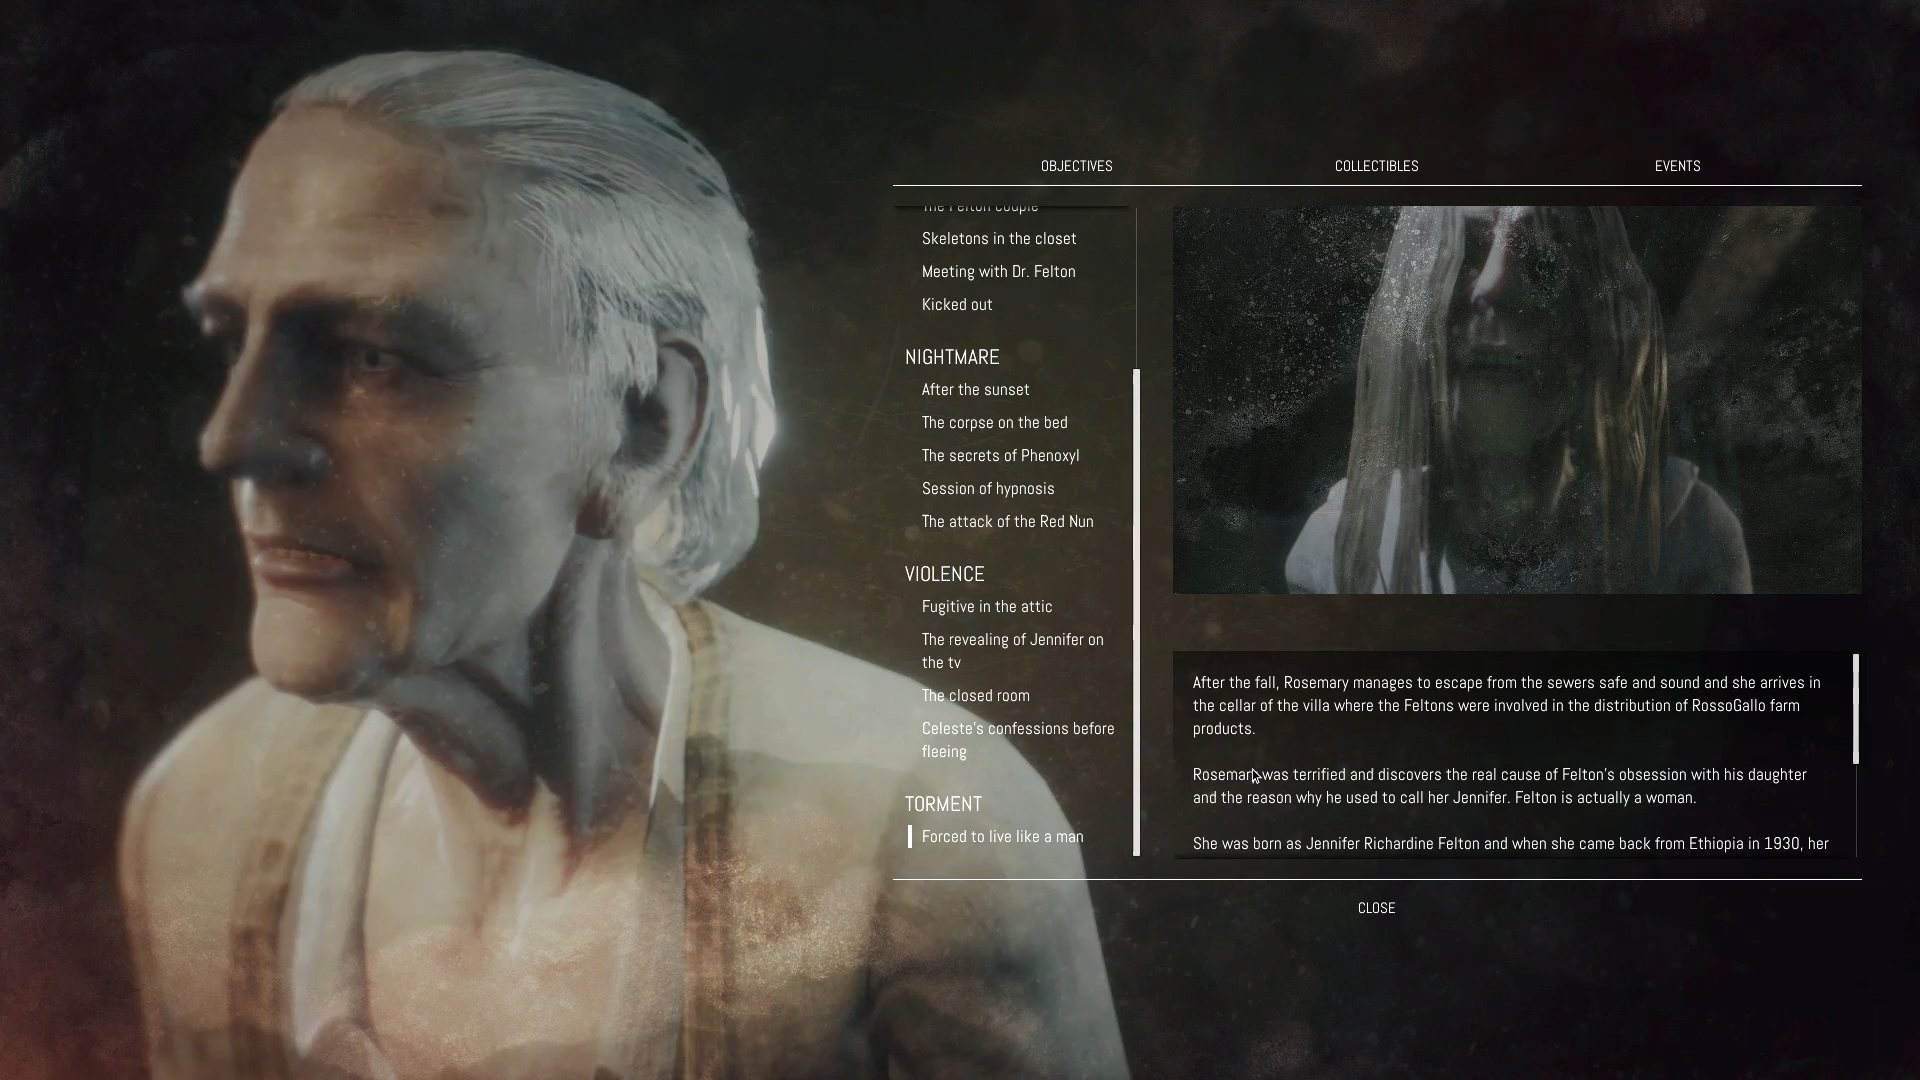 OBJECTIVES
COLLECTIBLES
EVENTS
The Felton couple
Skeletons in the closet
Meeting with Dr. Felton
Kicked out
NIGHTMARE
After the sunset
The corpse on the bed
The secrets of Phenoxyl
Session of hypnosis
The attack of the Red Nun
VIOLENCE
Fugitive in the attic
The revealing of Jennifer on
the tv
The closed room
Celeste's confessions before
fleeing
TORMENT
Forced to live like a man
After the fall, Rosemary manages to escape from the sewers safe and sound and she arrives in
the cellar of the villa where the Feltons were involved in the distribution of RossoGallo farm
products.
Rosemary was terrified and discovers the real cause of Felton's obsession with his daughter
and the reason why he used to call her Jennifer. Felton is actually a woman.
She was born as Jennifer Richardine Felton and when she came back from Ethiopia in 1930, her
CLOSE